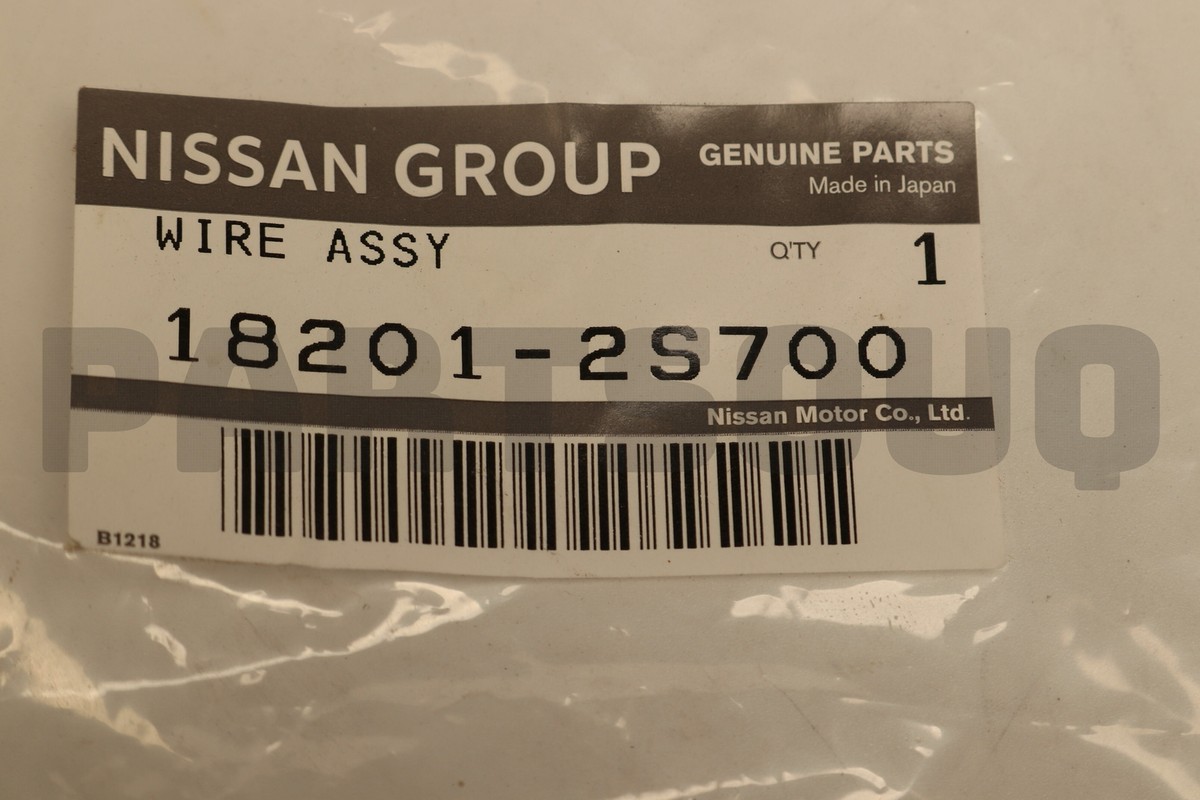 NISSAN GROUP
GENUINE PARTS
Made in Japan
WIRE ASSY
Q'TY
1
18201-2S700
PARTSOUQ
Nissan Motor Co., Ltd.
B1218